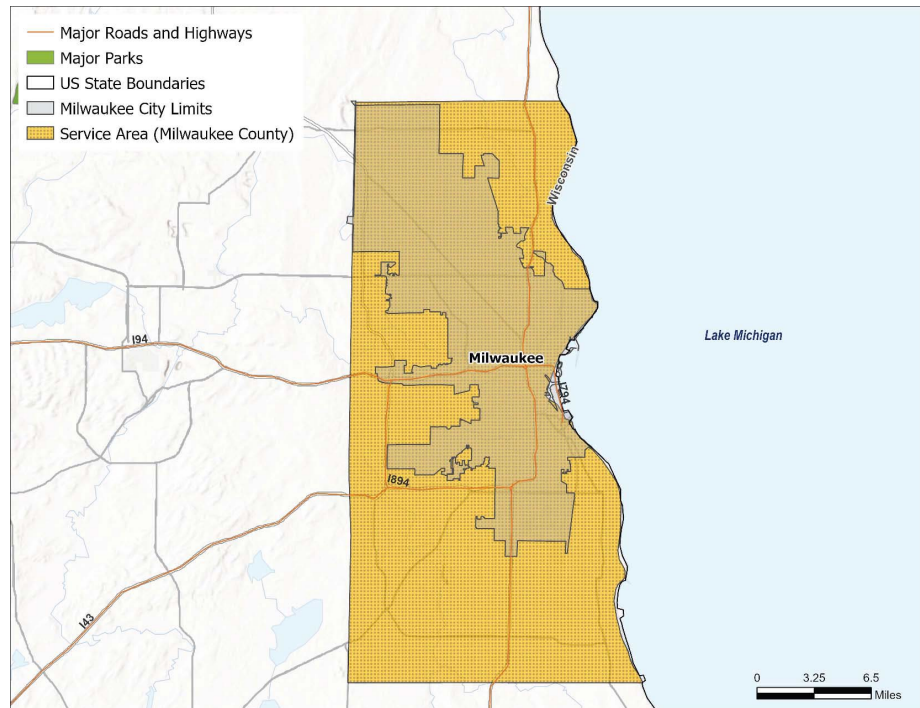 Major Roads and Highways
Major Parks
US State Boundaries
Milwaukee City Limits
Service Area (Milwaukee County)
Wisconsin
I94
Lake Michigan
Milwaukee
I794
I894
I43
0 3.25 6.5
Miles